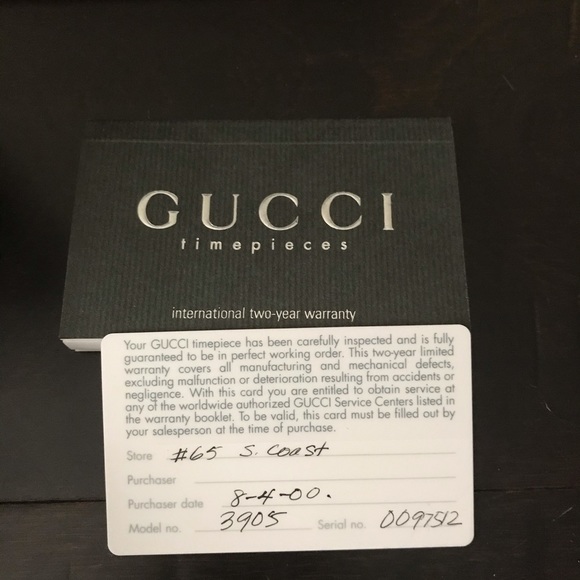 GUCCI
timepieces
international two-year warranty
Your GUCCI timepiece has been carefully inspected and is fully
guaranteed to be in perfect working order. This two-year limited
warranty covers all manufacturing and mechanical defects,
excluding malfunction or deterioration resulting from accidents or
negligence. With this card you are entitled to obtain service at
any of the worldwide authorized GUCCI Service Centers listed in
the warranty booklet. To be valid, this card must be filled out by
your salesperson at the time of purchase.
Store #65 S. Coast
Purchaser
Purchaser date 8-4-00.
Model no. 3905 Serial no. 0097512